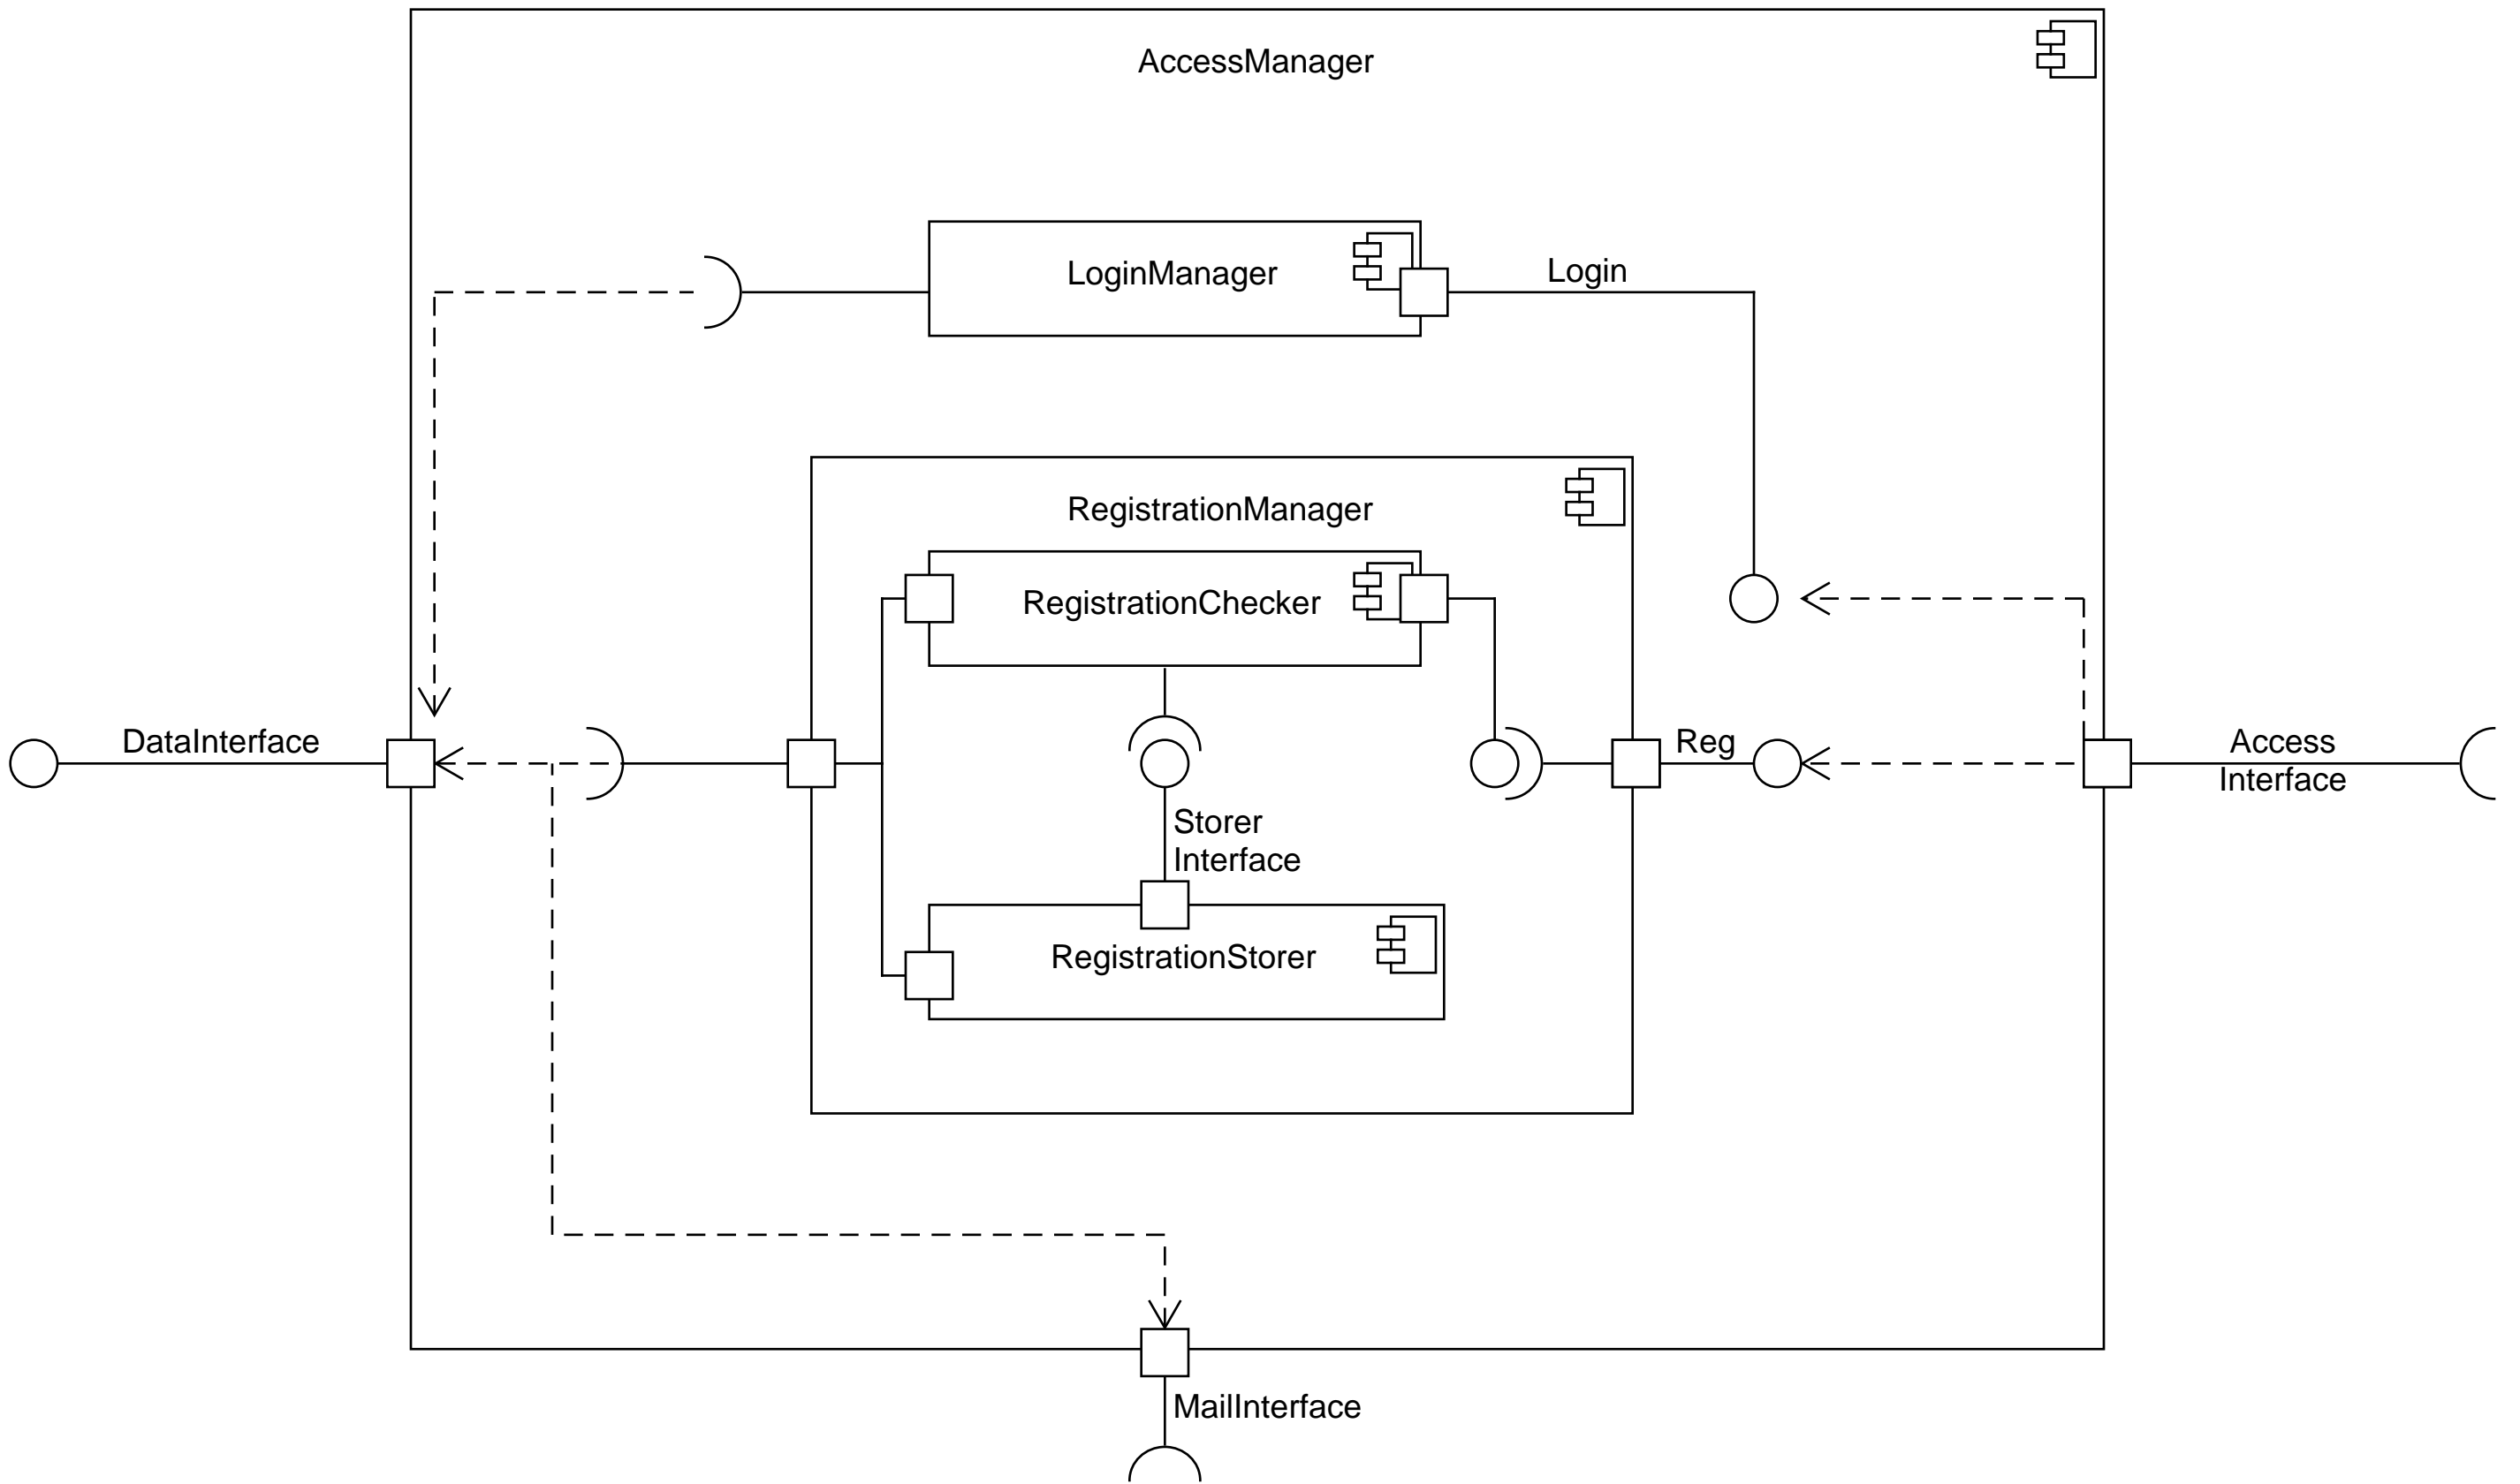 AccessManager
LoginManager
Login
RegistrationManager
RegistrationChecker
DataInterface
Reg
Access
Interface
Storer
Interface
RegistrationStorer
MailInterface